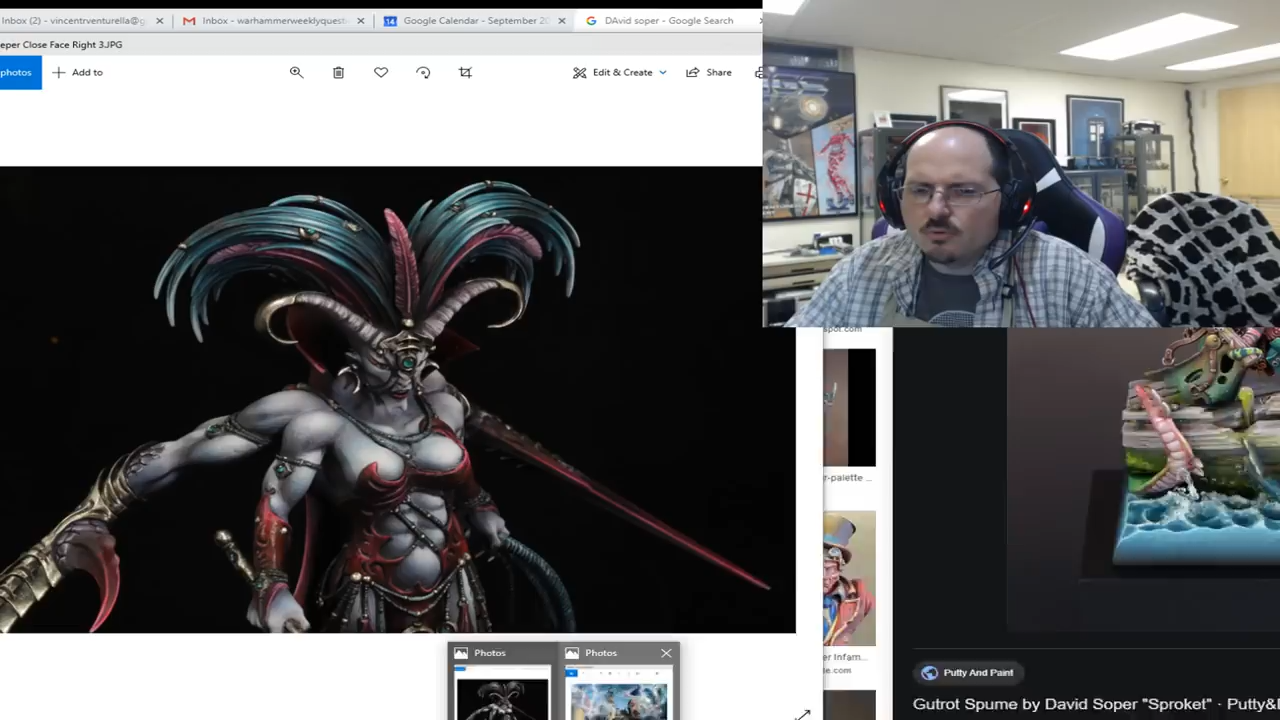 Inbox (2) - vincentrventurella@g
Inbox - warhammerweeklyquest
Google Calendar - September 20
DAvid soper - Google Search
eper Close Face Right 3.JPG
photos
Add to
Edit & Create
Share
spot.com
r-palette ...
er Infam...
e.com
Putty And Paint
Gutrot Spume by David Soper "Sproket" · Putty&
Photos
Photos